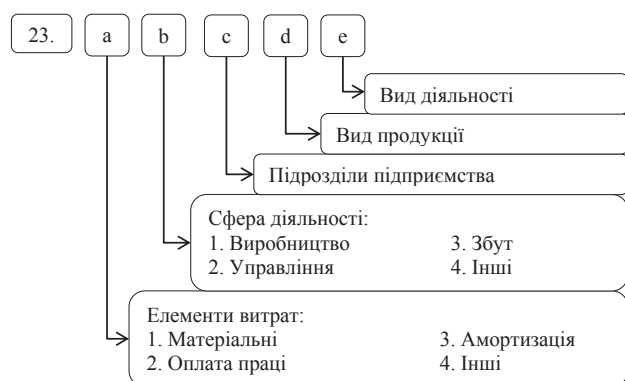 23. a b c d e
Вид діяльності
Вид продукції
Підрозділи підприємства
Сфера діяльності:
1. Виробництво 3. Збут
2. Управління 4. Інші
Елементи витрат:
1. Матеріальні 3. Амортизація
2. Оплата праці 4. Інші